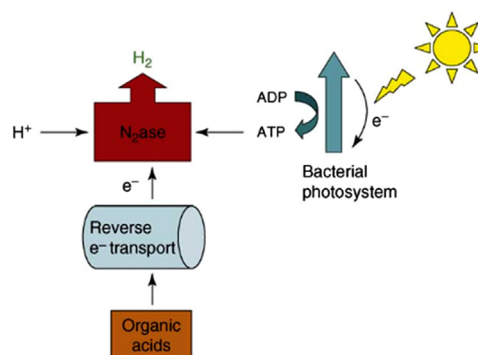 H₂
H⁺
N₂ase
ADP
ATP
e⁻
Bacterial
photosystem
e⁻
Reverse
e⁻ transport
Organic
acids